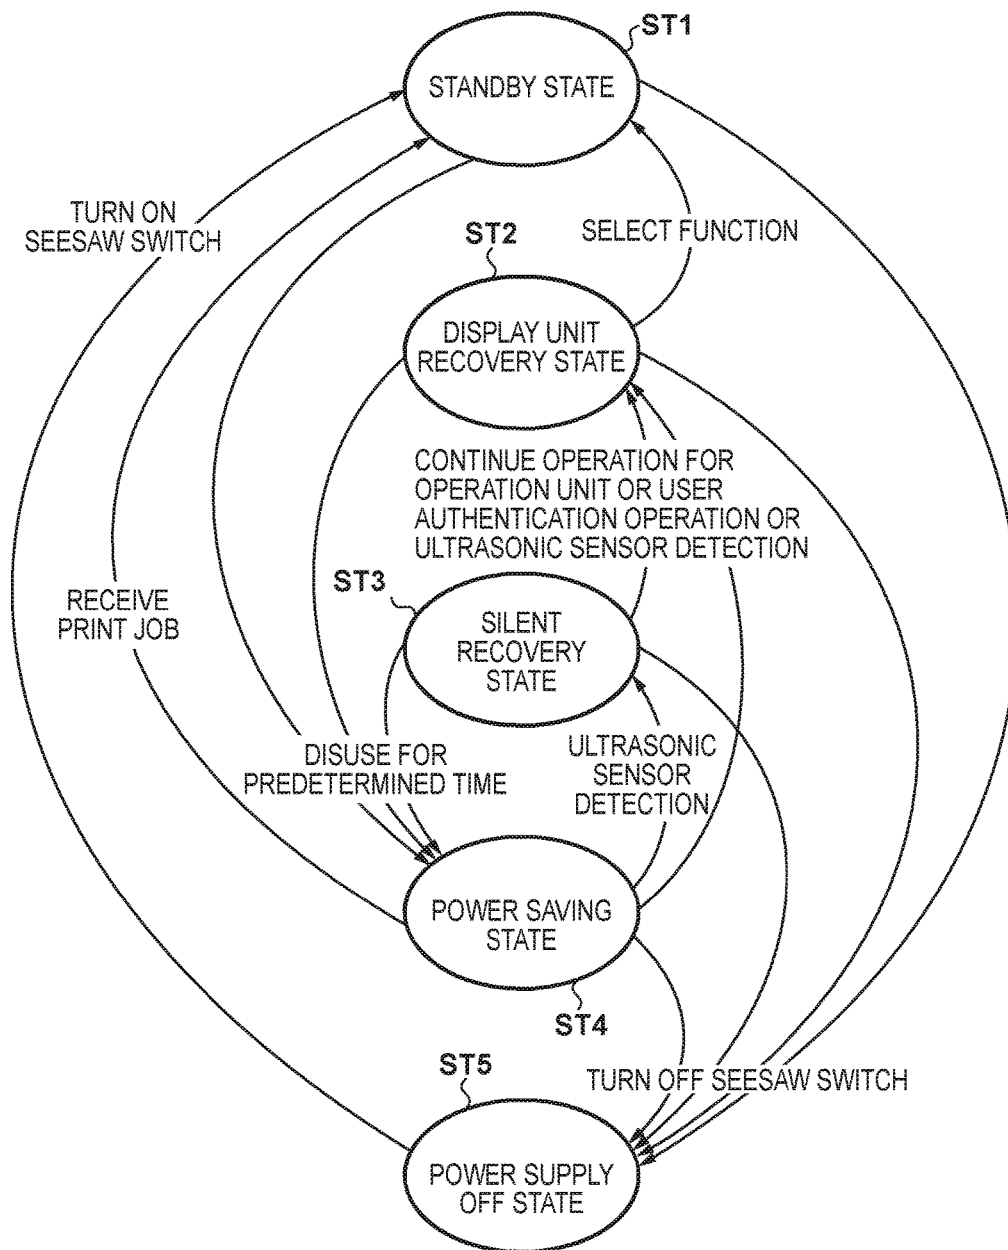 ST1
STANDBY STATE
TURN ON
SEESAW SWITCH
SELECT FUNCTION
ST2
DISPLAY UNIT
RECOVERY STATE
CONTINUE OPERATION FOR
OPERATION UNIT OR USER
AUTHENTICATION OPERATION OR
ULTRASONIC SENSOR DETECTION
ST3
RECEIVE
PRINT JOB
SILENT
RECOVERY
STATE
DISUSE FOR
PREDETERMINED TIME
ULTRASONIC
SENSOR
DETECTION
POWER SAVING
STATE
ST4
ST5
TURN OFF SEESAW SWITCH
POWER SUPPLY
OFF STATE